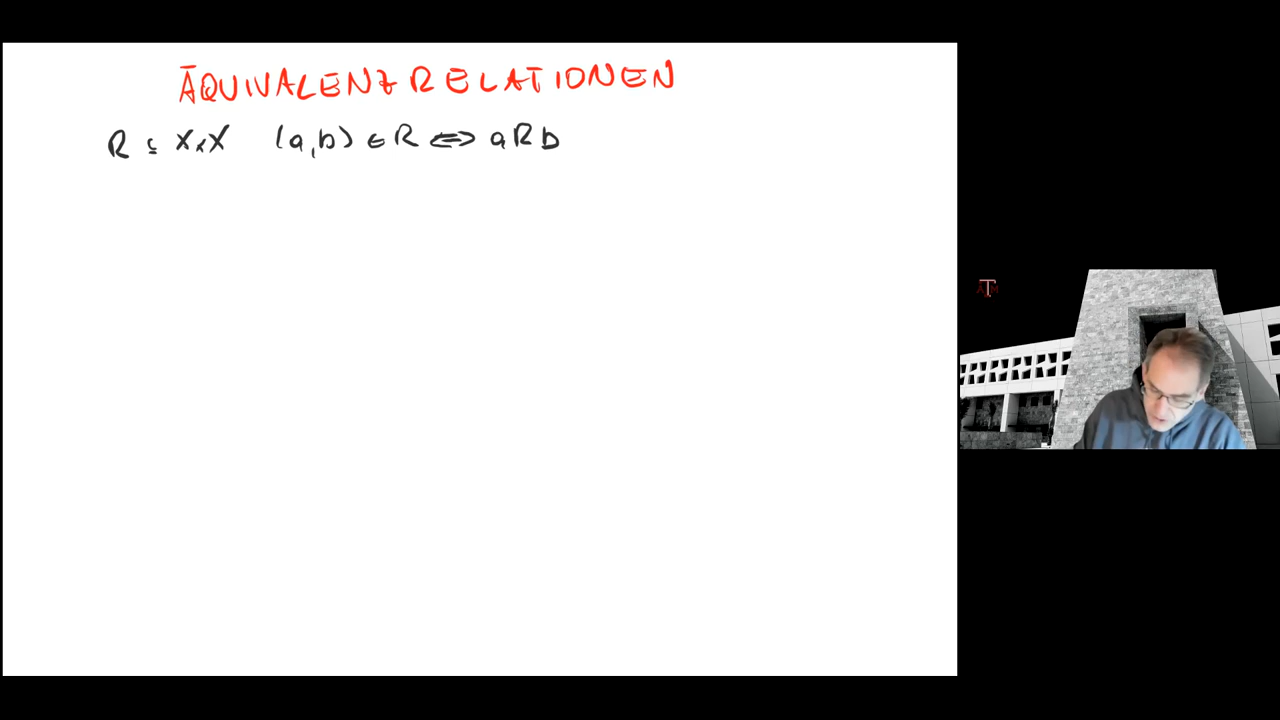 ÄQUIVALENZRELATIONEN
R ⊆ X×X (a,b) ∈ R ⟺ aRb